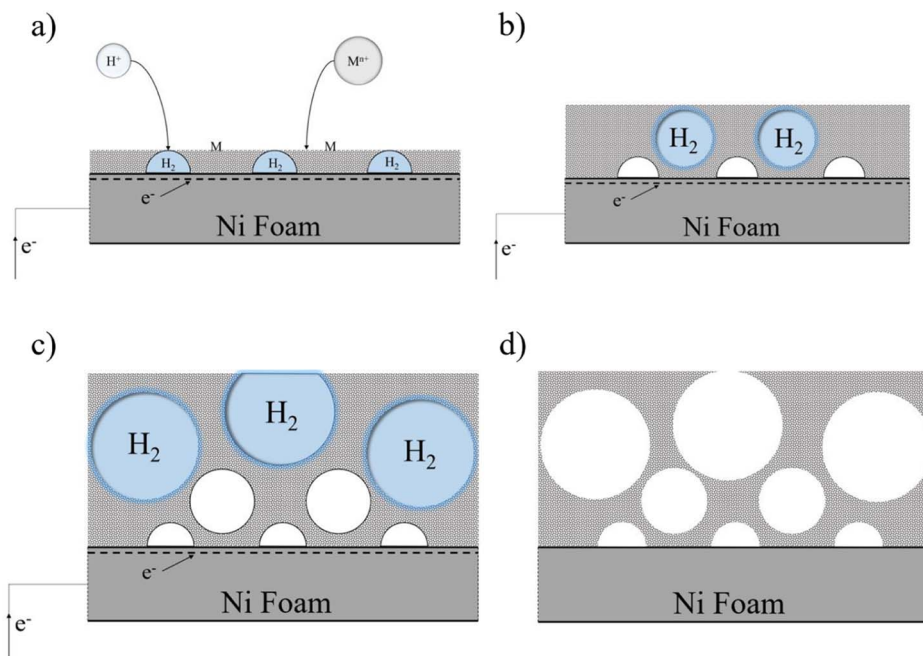 a)
H⁺
Mⁿ⁺
M
M
H₂
H₂
H₂
e⁻
Ni Foam
e⁻
b)
H₂
H₂
e⁻
Ni Foam
e⁻
c)
H₂
H₂
H₂
e⁻
Ni Foam
e⁻
d)
Ni Foam